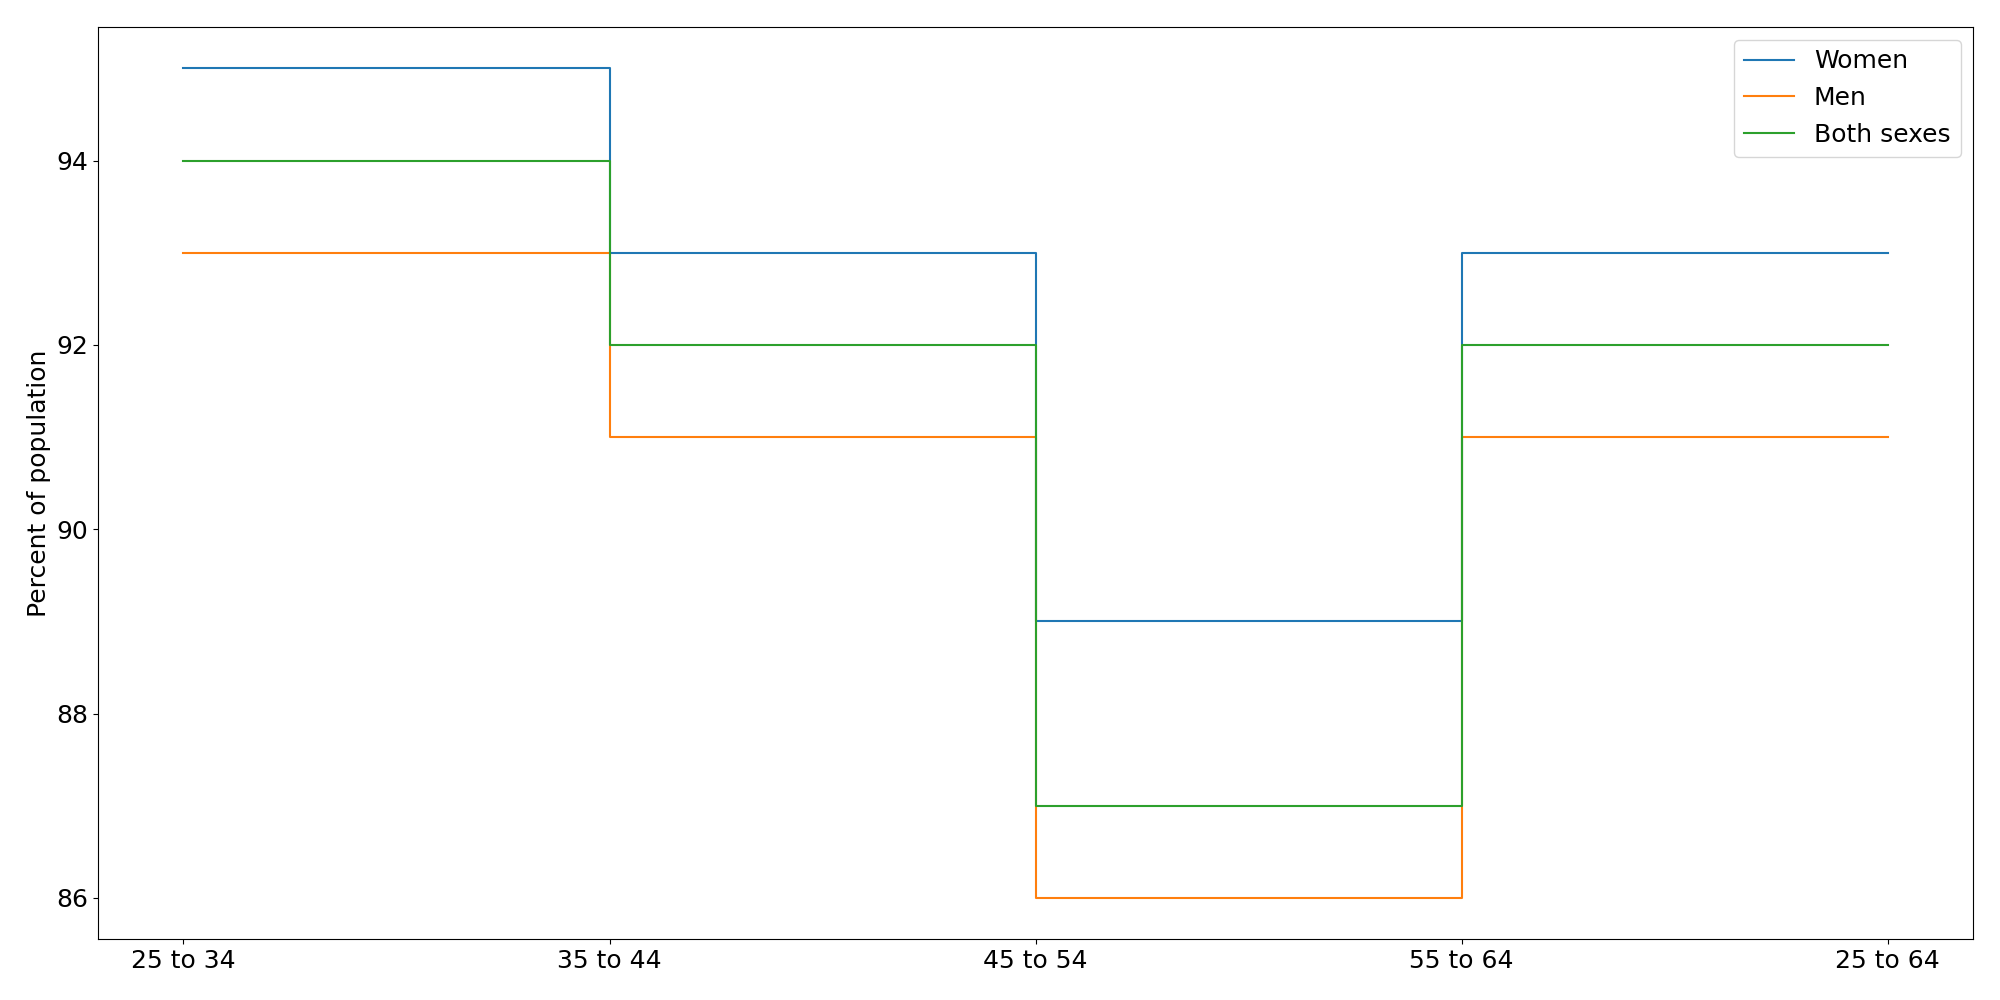 Women
Men
Both sexes
94
92
90
88
86
Percent of population
25 to 34
35 to 44
45 to 54
55 to 64
25 to 64